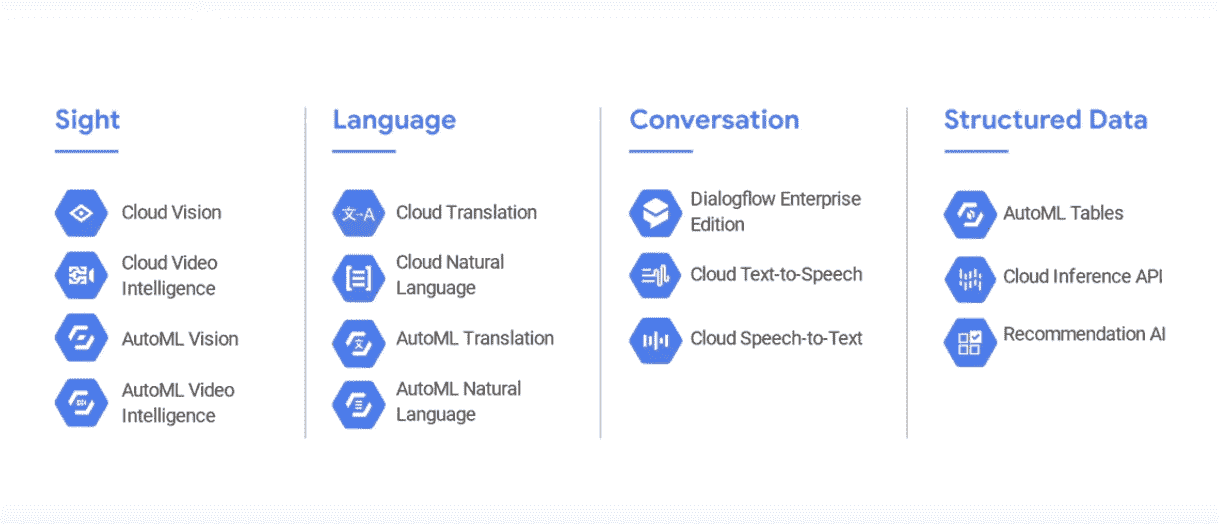 Sight
Cloud Vision
Cloud Video
Intelligence
AutoML Vision
AutoML Video
Intelligence
Language
文→A
Cloud Translation
Cloud Natural
Language
文
AutoML Translation
AutoML Natural
Language
Conversation
Dialogflow Enterprise
Edition
Cloud Text-to-Speech
Cloud Speech-to-Text
Structured Data
AutoML Tables
Cloud Inference API
Recommendation AI